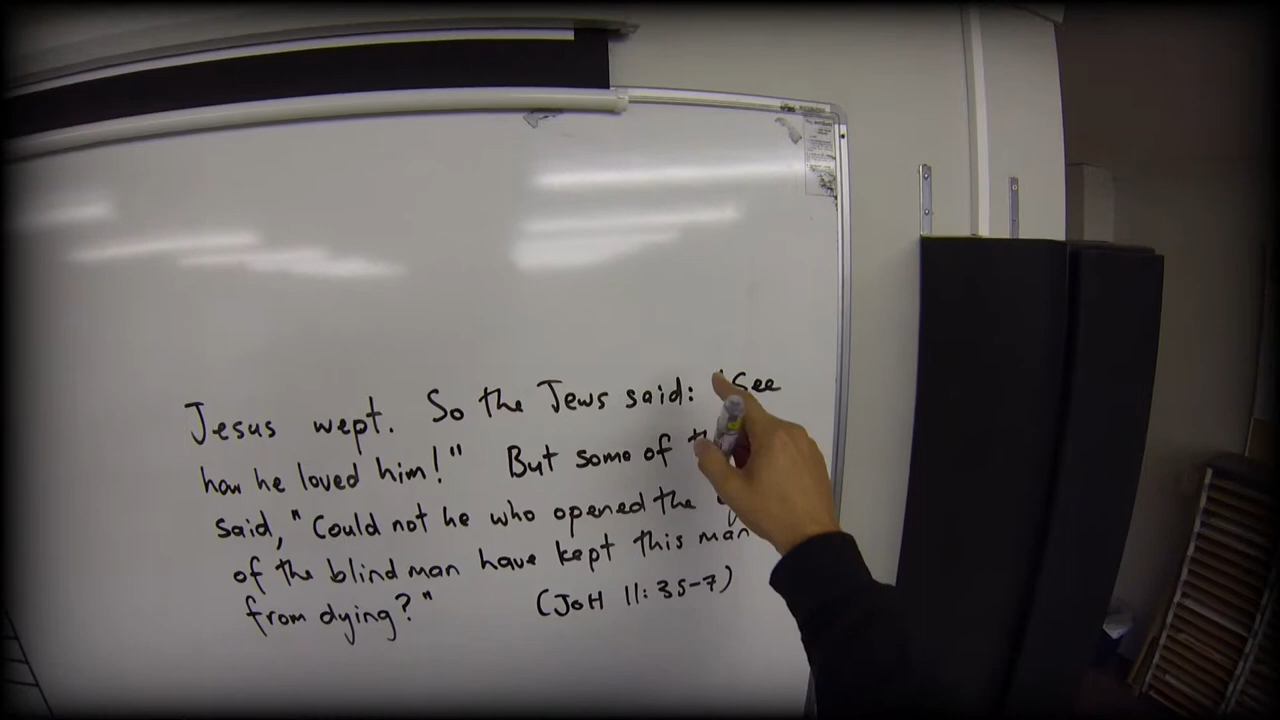 Jesus wept. So the Jews said: "See
how he loved him!" But some of
said, "Could not he who opened the
of the blind man have kept this man
from dying?" (JoH 11:35-7)